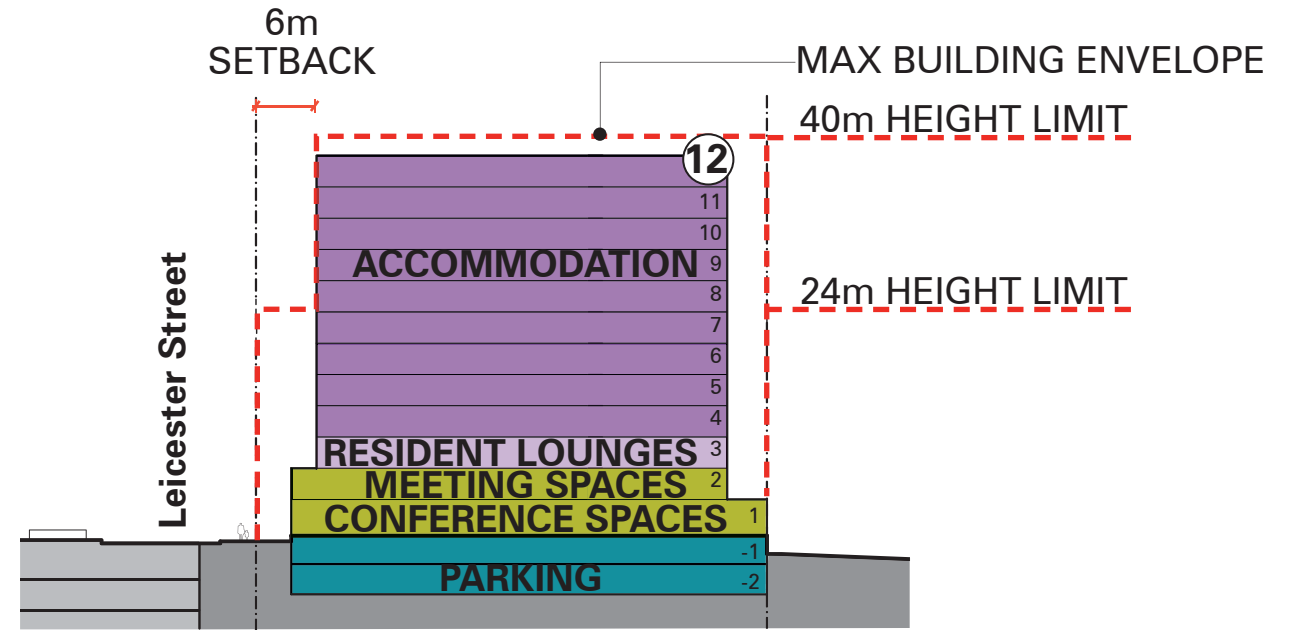 6m
SETBACK
MAX BUILDING ENVELOPE
40m HEIGHT LIMIT
12
11
10
ACCOMMODATION 9
8
24m HEIGHT LIMIT
7
6
5
4
Leicester Street
RESIDENT LOUNGES 3
MEETING SPACES 2
CONFERENCE SPACES 1
-1
PARKING -2